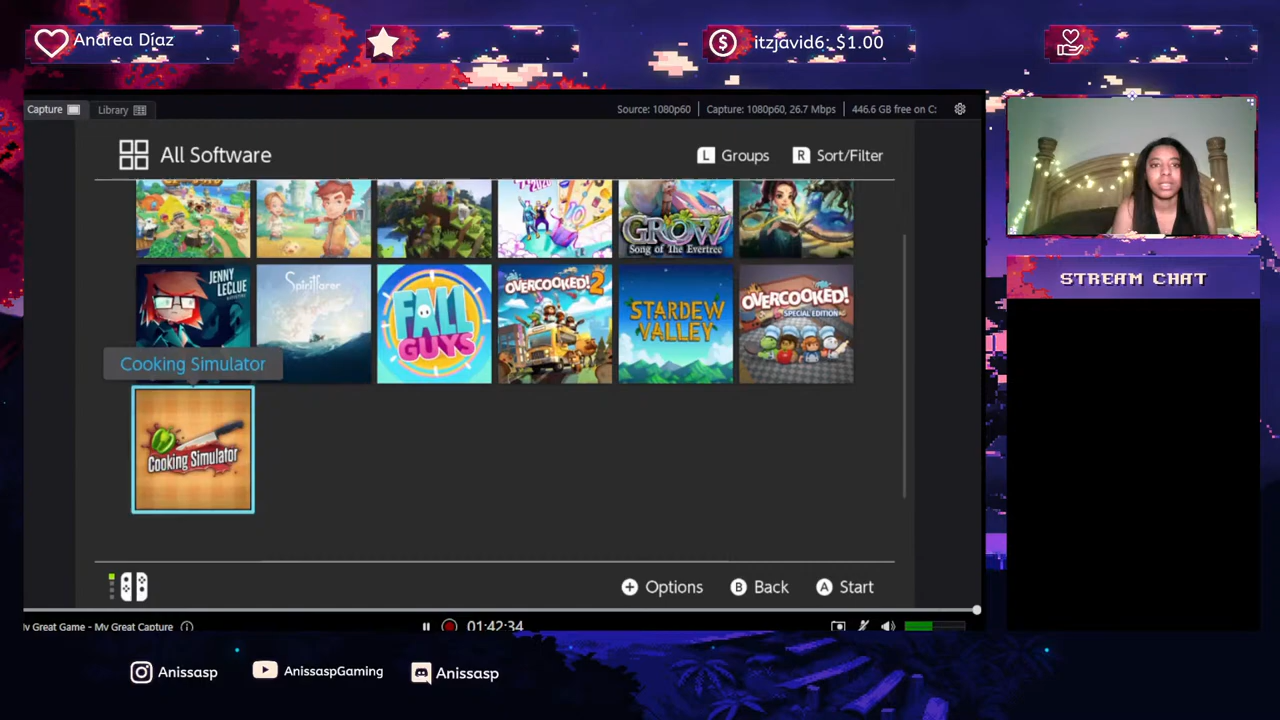 Andrea Díaz
itzjavid6: $1.00
Capture
Library
Source: 1080p60
Capture: 1080p60, 26.7 Mbps
446.6 GB free on C:
All Software
L Groups
R Sort/Filter
GROW
Song of The Evertree
JENNY
LECLUE
Spiritfarer
FALL
GUYS
OVERCOOKED! 2
STARDEW
VALLEY
OVERCOOKED!
SPECIAL EDITION
Cooking Simulator
Cooking Simulator
Options
B Back
A Start
My Great Game - My Great Capture
01:42:34
STREAM CHAT
Anissasp
AnissaspGaming
Anissasp